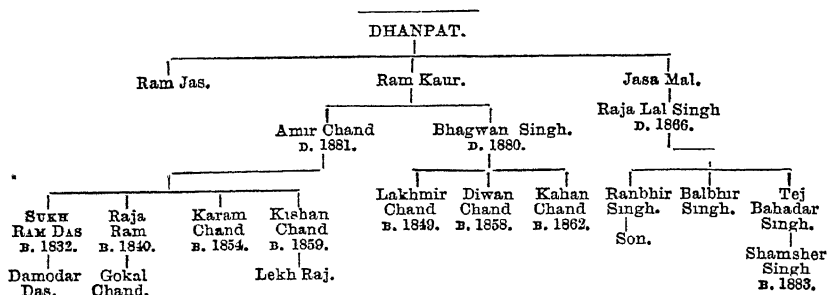 DHANPAT.
Ram Jas. Ram Kaur. Jasa Mal.
Raja Lal Singh
D. 1866.
Amir Chand Bhagwan Singh.
D. 1881. D. 1880.
SUKH Raja Karam Kishan Lakhmir Diwan Kahan Ranbhir Balbhir Tej
RAM DAS Ram Chand Chand Chand Chand Chand Singh. Singh. Bahadar
B. 1832. B. 1840. B. 1854. B. 1859. B. 1849. B. 1858. B. 1862. Singh.
Son.
Damodar Gokal Lekh Raj. Shamsher
Das. Chand. Singh
B. 1883.